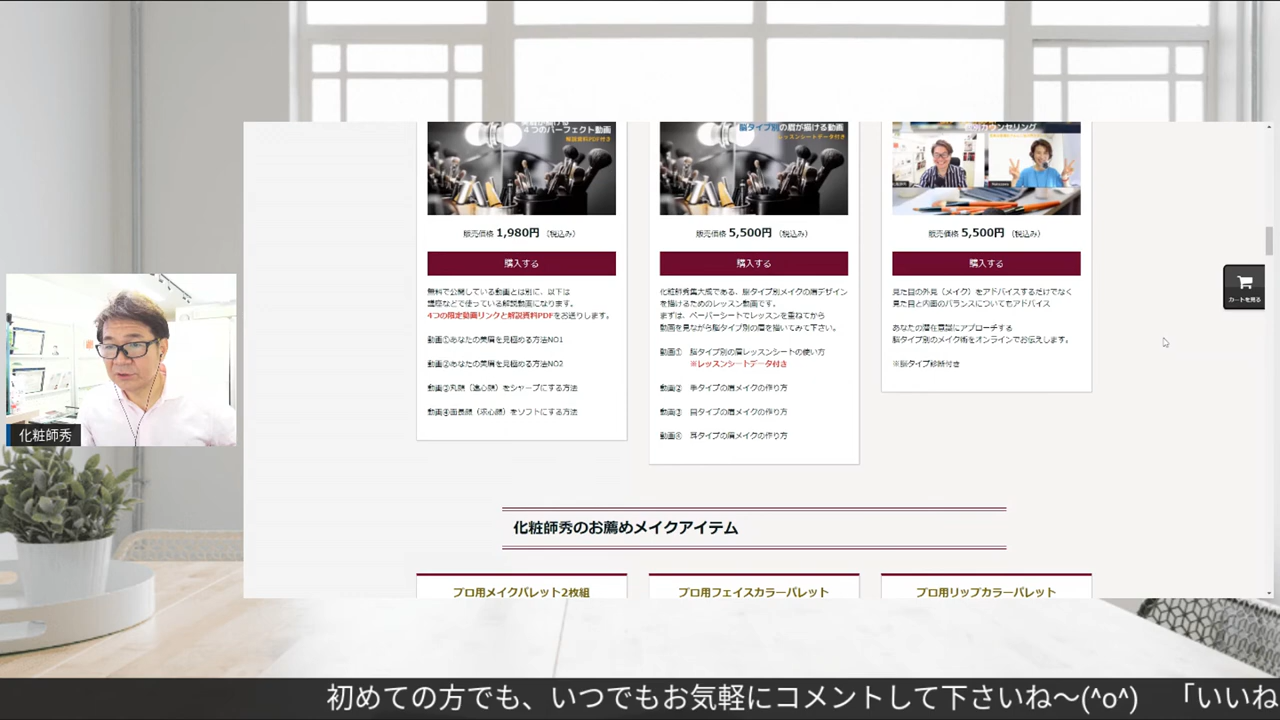 ４つのパーフェクト動画
解説資料PDF付き
販売価格 1,980円 （税込み）
購入する
無料で公開している動画とは別に、以下は
講座などで使っている解説動画になります。
4つの限定動画リンクと解説資料PDFをお送りします。
動画①あなたの美眉を見極める方法NO1
動画②あなたの美眉を見極める方法NO2
動画③丸顔（遠心顔）をシャープにする方法
動画④面長顔（求心顔）をソフトにする方法
脳タイプ別の眉が描ける動画
レッスンシートデータ付き
販売価格 5,500円 （税込み）
購入する
化粧師秀集大成である、脳タイプ別メイクの眉デザイン
を描けるためのレッスン動画です。
まずは、ペーパーシートでレッスンを重ねてから
動画を見ながら脳タイプ別の眉を描いてみて下さい。
動画① 脳タイプ別の眉レッスンシートの使い方
※レッスンシートデータ付き
動画② 手タイプの眉メイクの作り方
動画③ 目タイプの眉メイクの作り方
動画④ 耳タイプの眉メイクの作り方
カウンセリング
販売価格 5,500円 （税込み）
購入する
見た目の外見（メイク）をアドバイスするだけでなく
見た目と内面のバランスについてもアドバイス
あなたの潜在意識にアプローチする
脳タイプ別のメイク術をオンラインでお伝えします。
※脳タイプ診断付き
カートを見る
化粧師秀
化粧師秀のお薦めメイクアイテム
プロ用メイクパレット2枚組
プロ用フェイスカラーパレット
プロ用リップカラーパレット
初めての方でも、いつでもお気軽にコメントして下さいね～(^o^) 「いいね